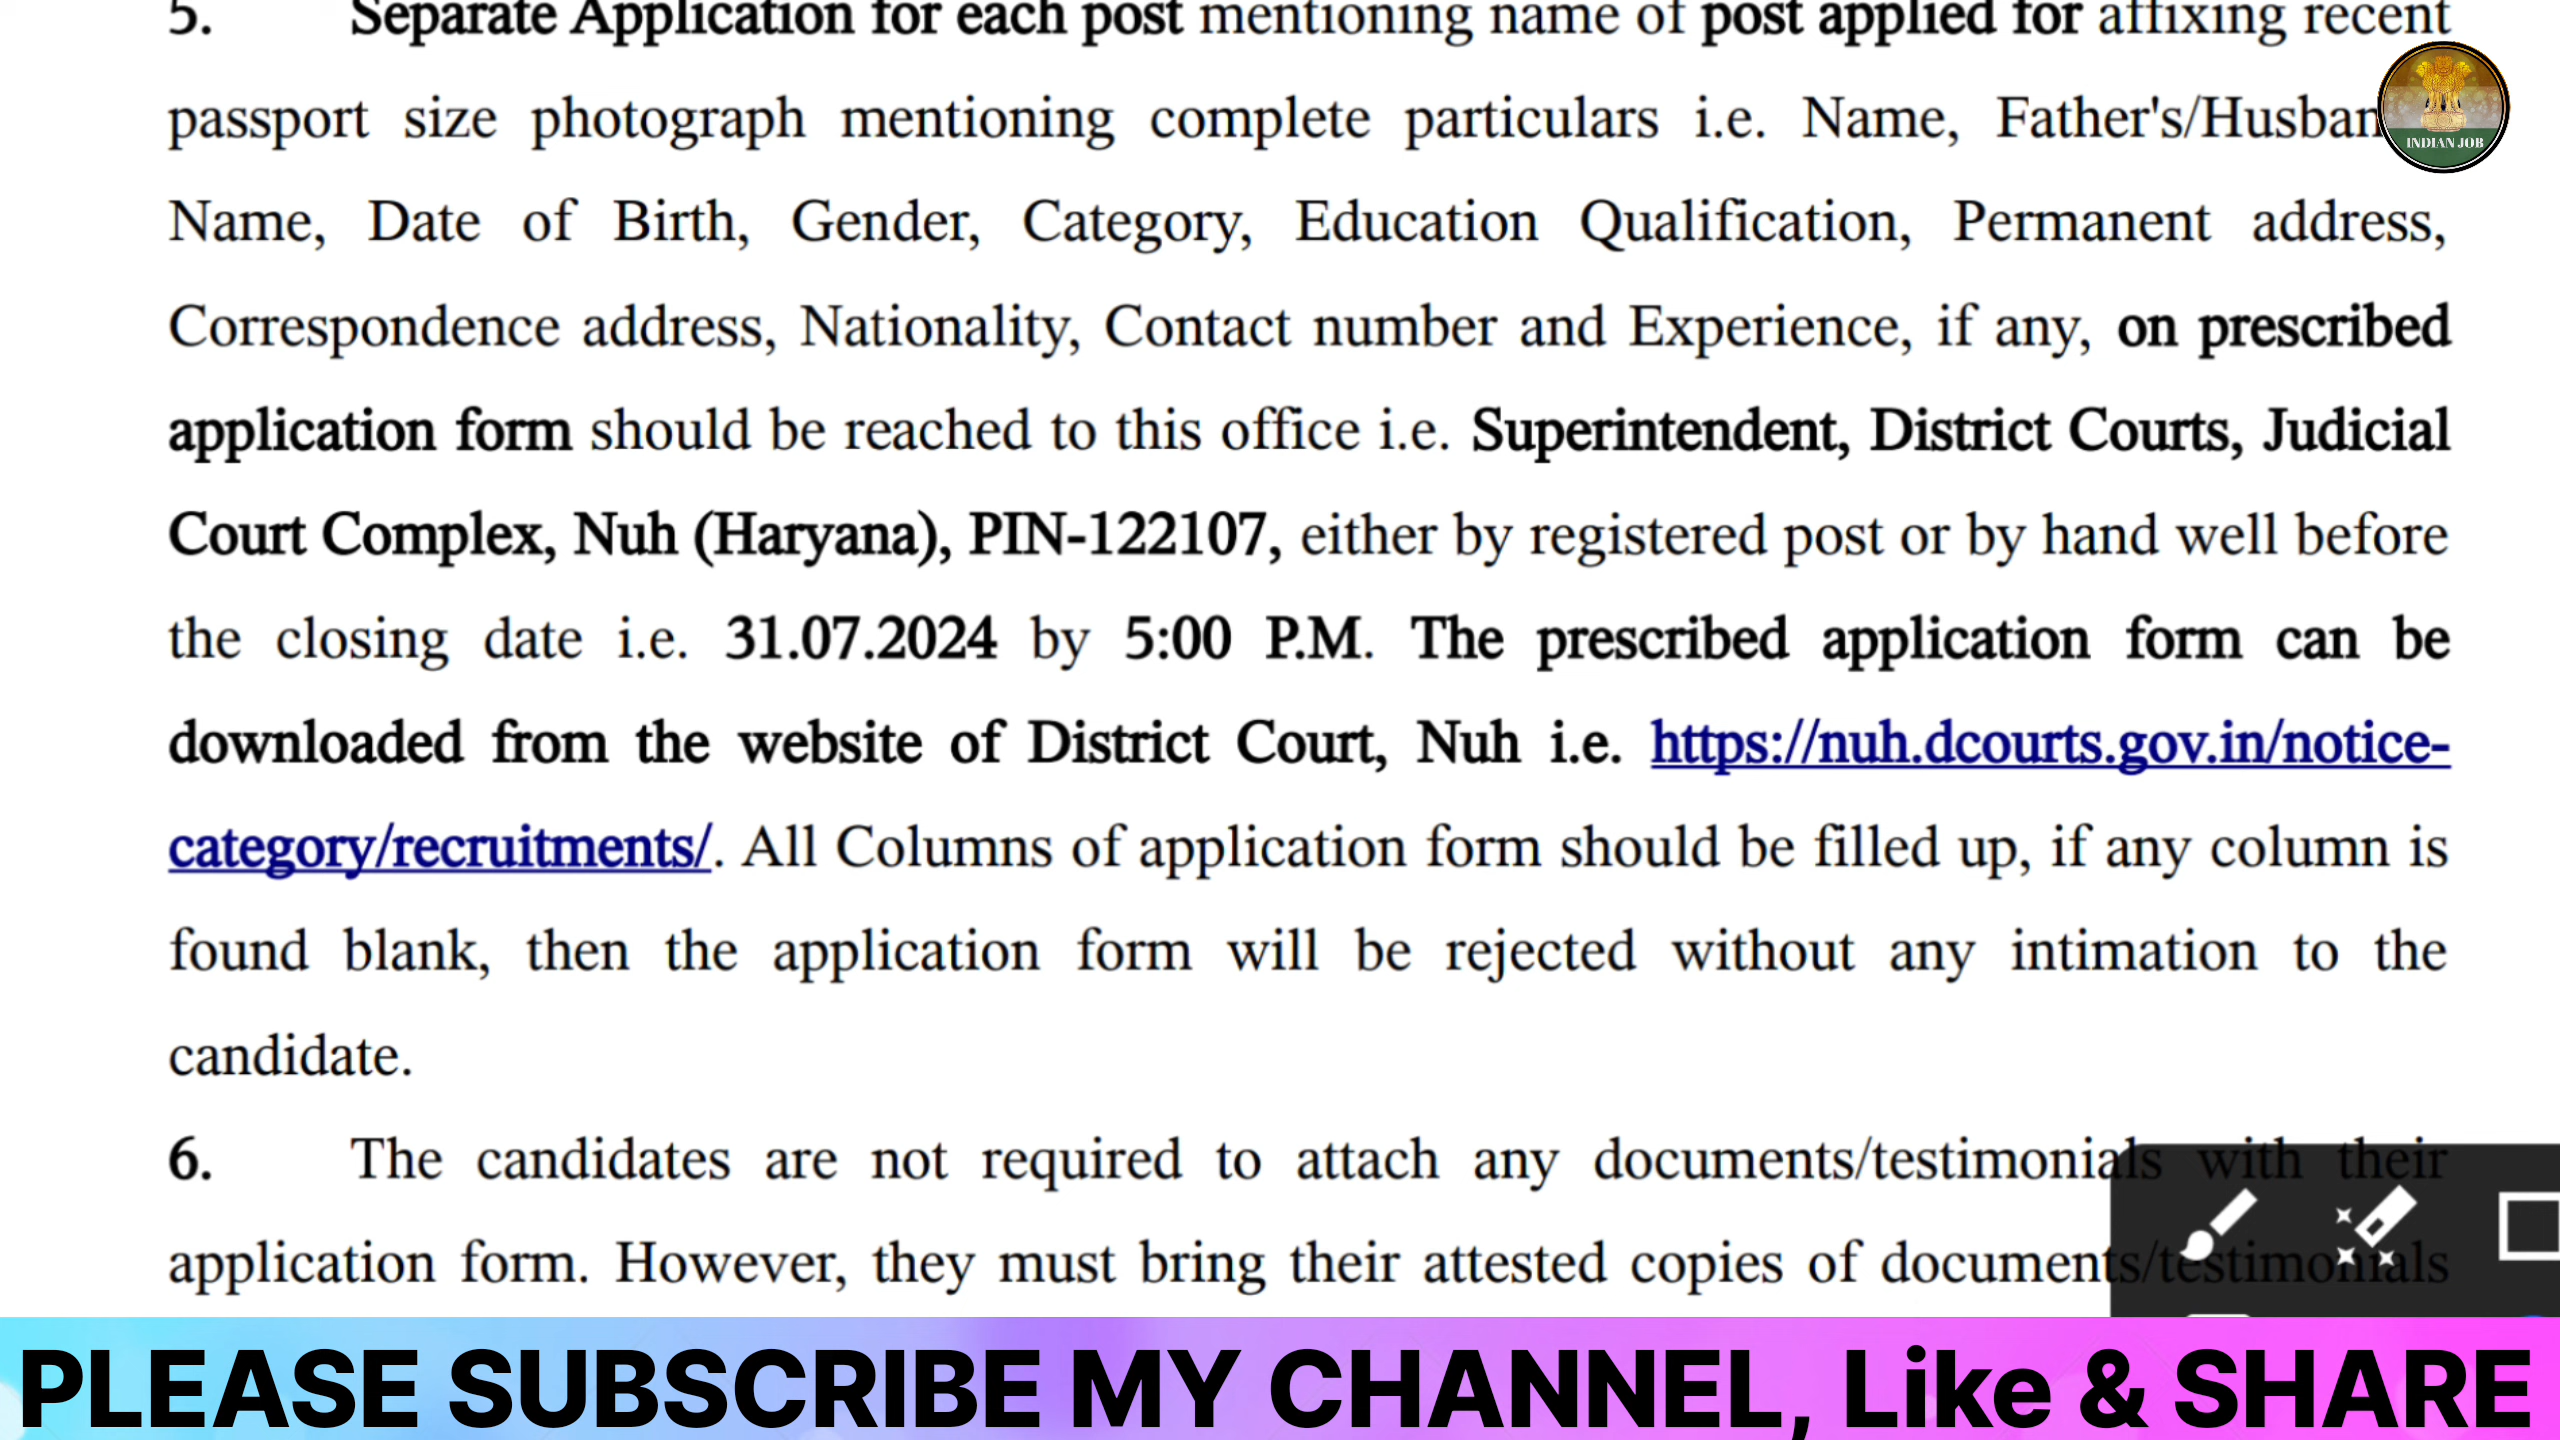 5. Separate Application for each post mentioning name of post applied for affixing recent
passport size photograph mentioning complete particulars i.e. Name, Father's/Husban
INDIAN JOB
Name, Date of Birth, Gender, Category, Education Qualification, Permanent address,
Correspondence address, Nationality, Contact number and Experience, if any, on prescribed
application form should be reached to this office i.e. Superintendent, District Courts, Judicial
Court Complex, Nuh (Haryana), PIN-122107, either by registered post or by hand well before
the closing date i.e. 31.07.2024 by 5:00 P.M. The prescribed application form can be
downloaded from the website of District Court, Nuh i.e. https://nuh.dcourts.gov.in/notice-
category/recruitments/. All Columns of application form should be filled up, if any column is
found blank, then the application form will be rejected without any intimation to the
candidate.
6. The candidates are not required to attach any documents/testimonials with their
application form. However, they must bring their attested copies of documents/testimonials
PLEASE SUBSCRIBE MY CHANNEL, Like & SHARE